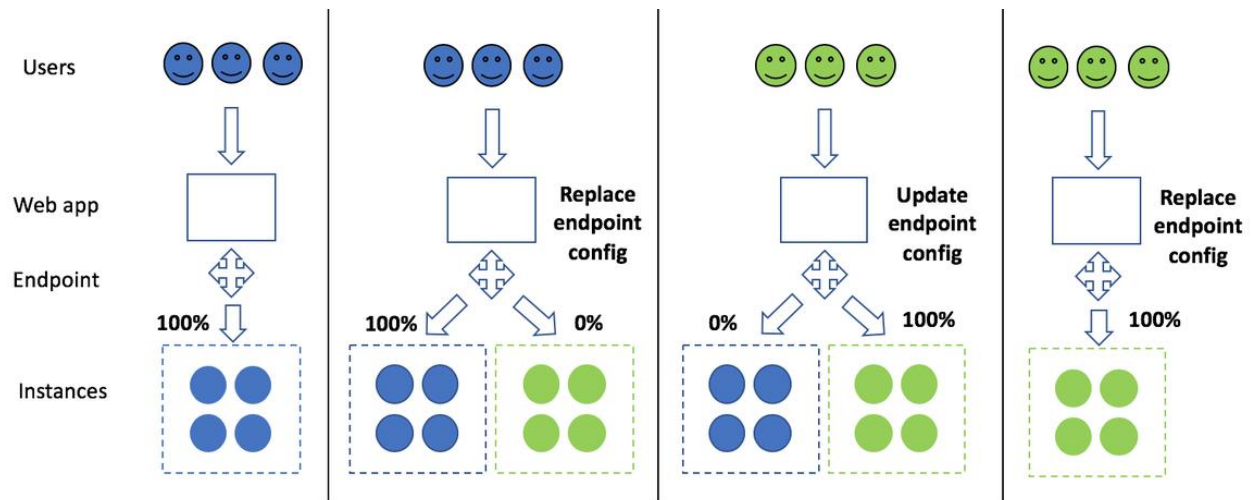 Users
Web app
Replace
endpoint
config
Update
endpoint
config
Replace
endpoint
config
Endpoint
100%
100%
0%
0%
100%
100%
Instances